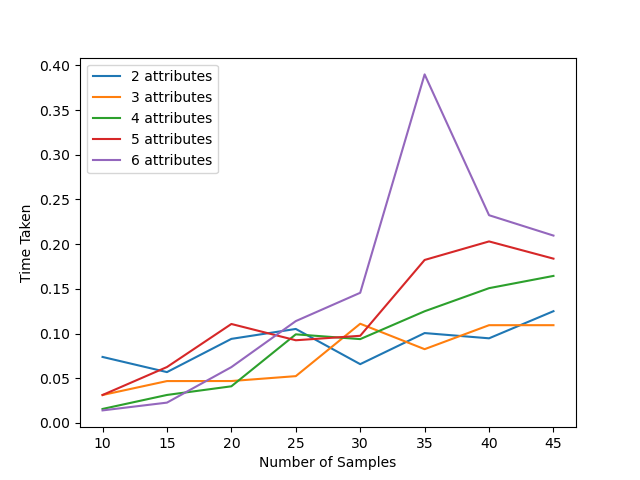 2 attributes
3 attributes
4 attributes
5 attributes
6 attributes
0.40
0.35
0.30
0.25
0.20
0.15
0.10
0.05
0.00
Time Taken
10 15 20 25 30 35 40 45
Number of Samples